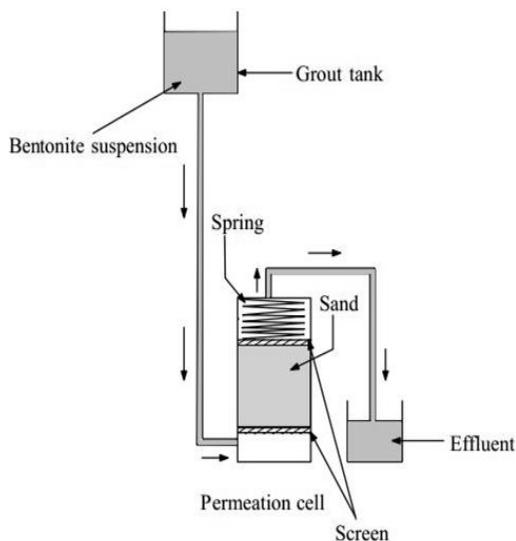 Grout tank
Bentonite suspension
Spring
Sand
Effluent
Permeation cell
Screen